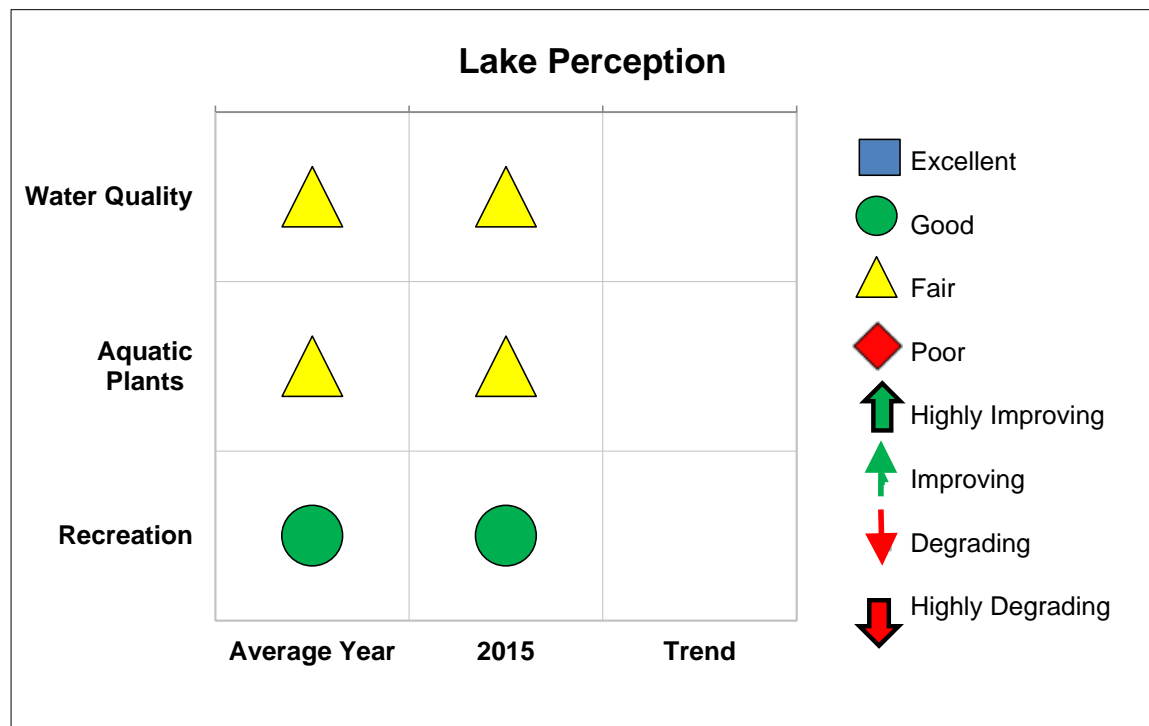 Lake Perception
Water Quality
Aquatic
Plants
Recreation
Average Year
2015
Trend
Excellent
Good
Fair
Poor
Highly Improving
Improving
Degrading
Highly Degrading